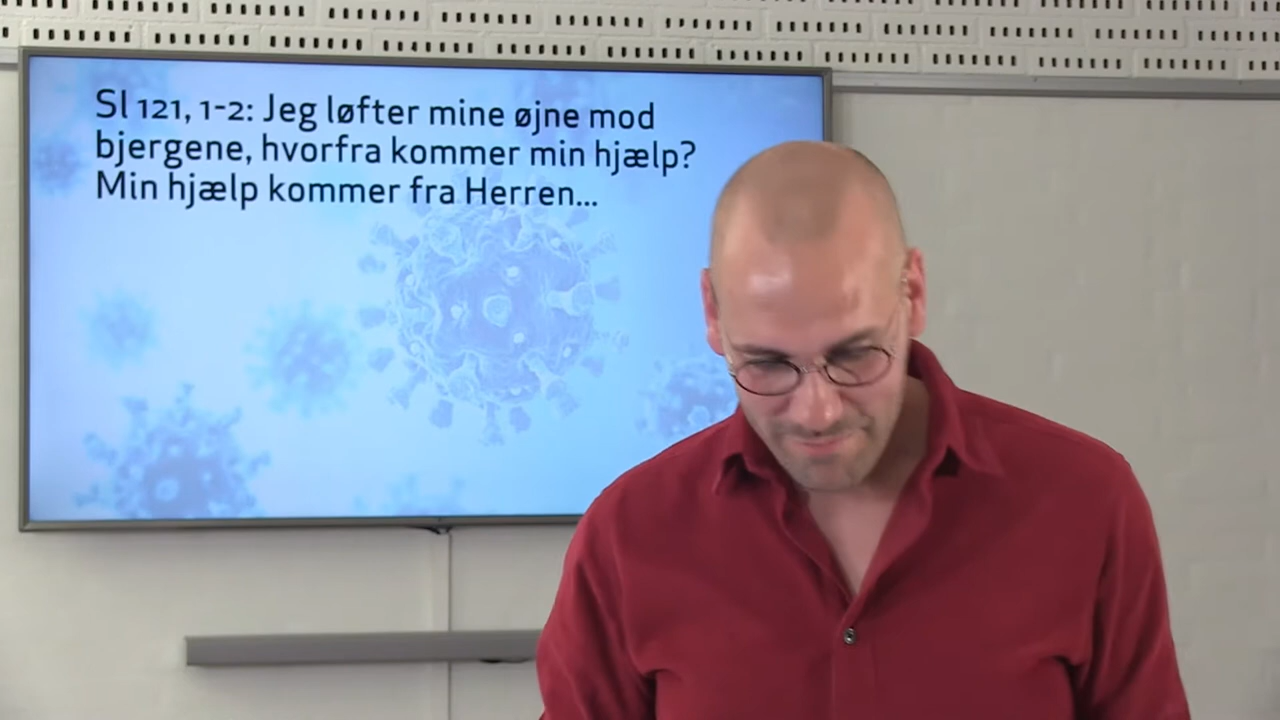 Sl 121, 1-2: Jeg løfter mine øjne mod
bjergene, hvorfra kommer min hjælp?
Min hjælp kommer fra Herren...